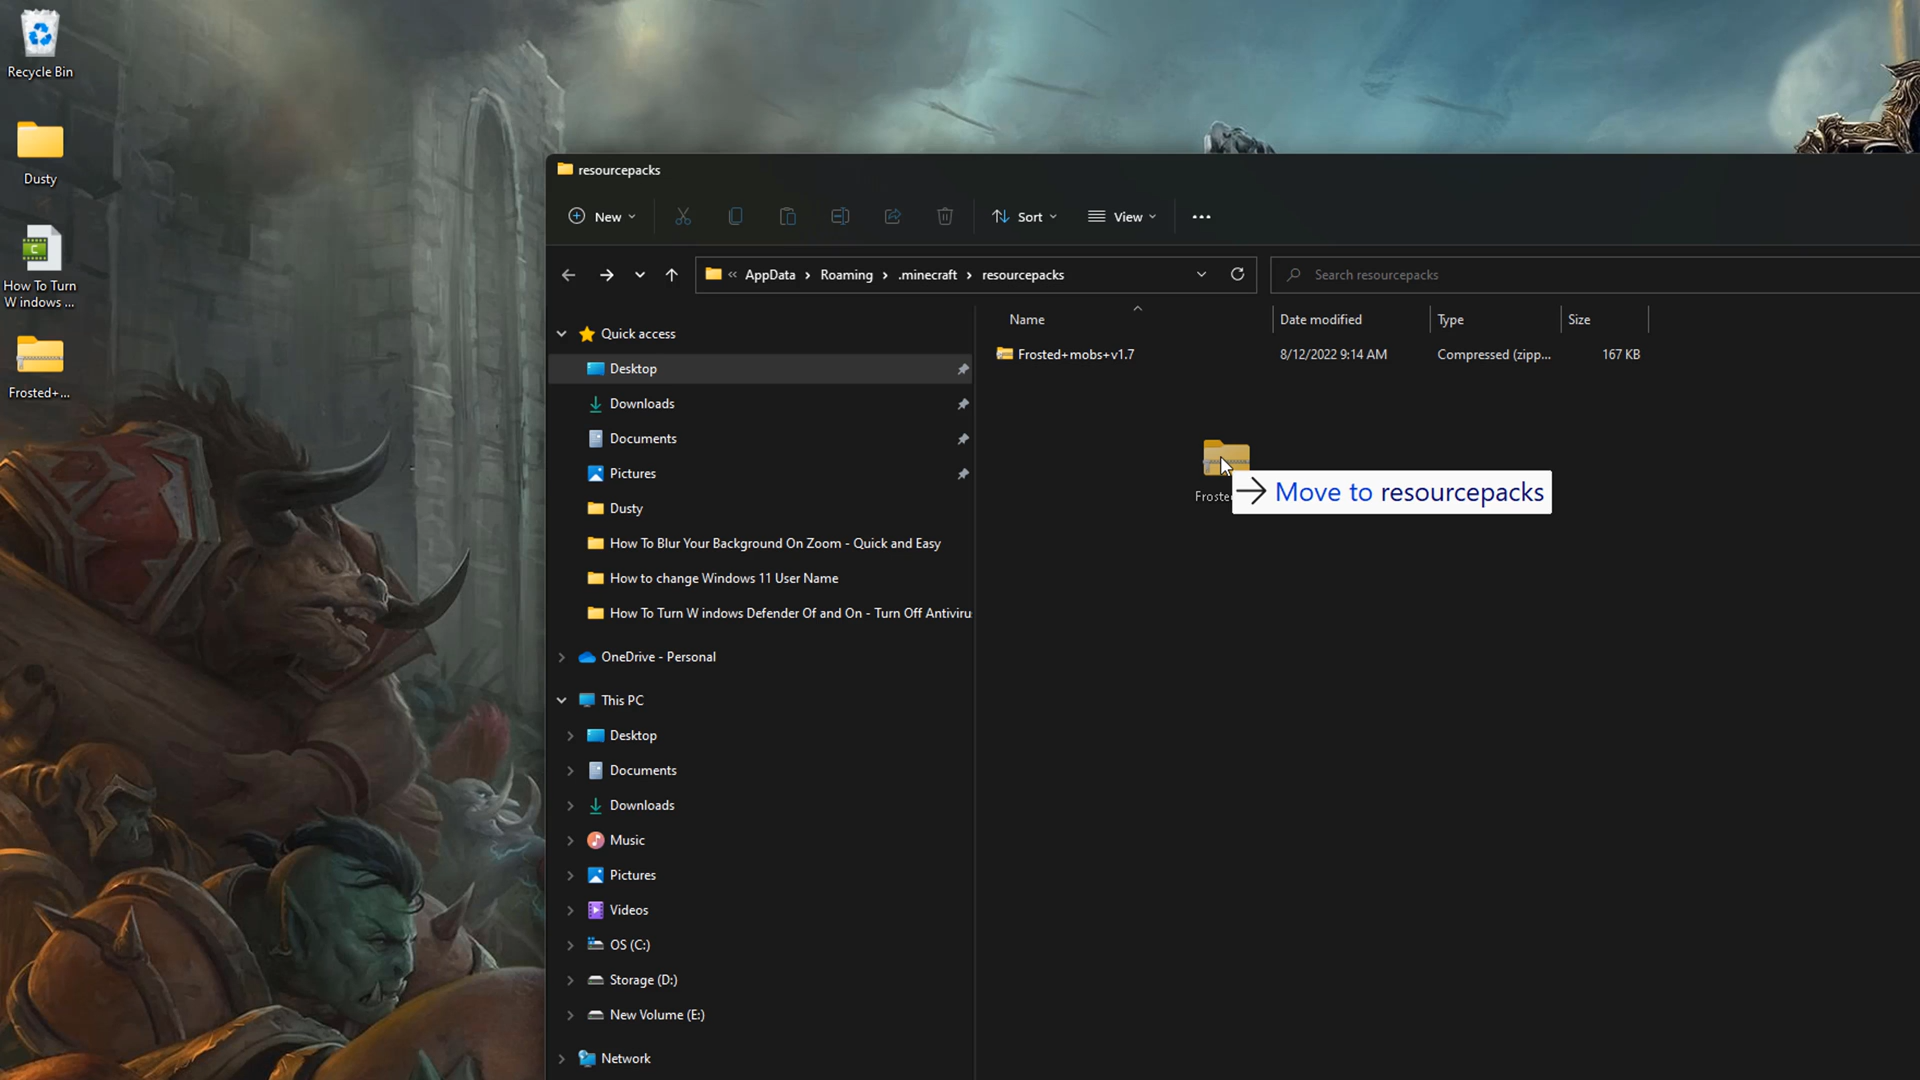 Recycle Bin
Dusty
How To Turn
W indows ...
Frosted+...
resourcepacks
New
Sort
View
« AppData › Roaming › .minecraft › resourcepacks
Search resourcepacks
Name
Date modified
Type
Size
Frosted+mobs+v1.7
8/12/2022 9:14 AM
Compressed (zipp...
167 KB
Quick access
Desktop
Downloads
Documents
Pictures
Dusty
How To Blur Your Background On Zoom - Quick and Easy
How to change Windows 11 User Name
How To Turn W indows Defender Of and On - Turn Off Antiviru
OneDrive - Personal
This PC
Desktop
Documents
Downloads
Music
Pictures
Videos
OS (C:)
Storage (D:)
New Volume (E:)
Network
Froste
→ Move to resourcepacks